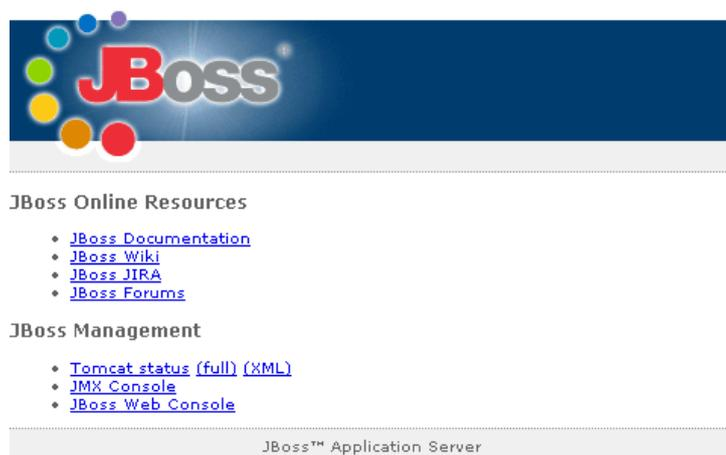 JBoss
JBoss Online Resources
JBoss Documentation
JBoss Wiki
JBoss JIRA
JBoss Forums
JBoss Management
Tomcat status (full) (XML)
JMX Console
JBoss Web Console
JBoss™ Application Server